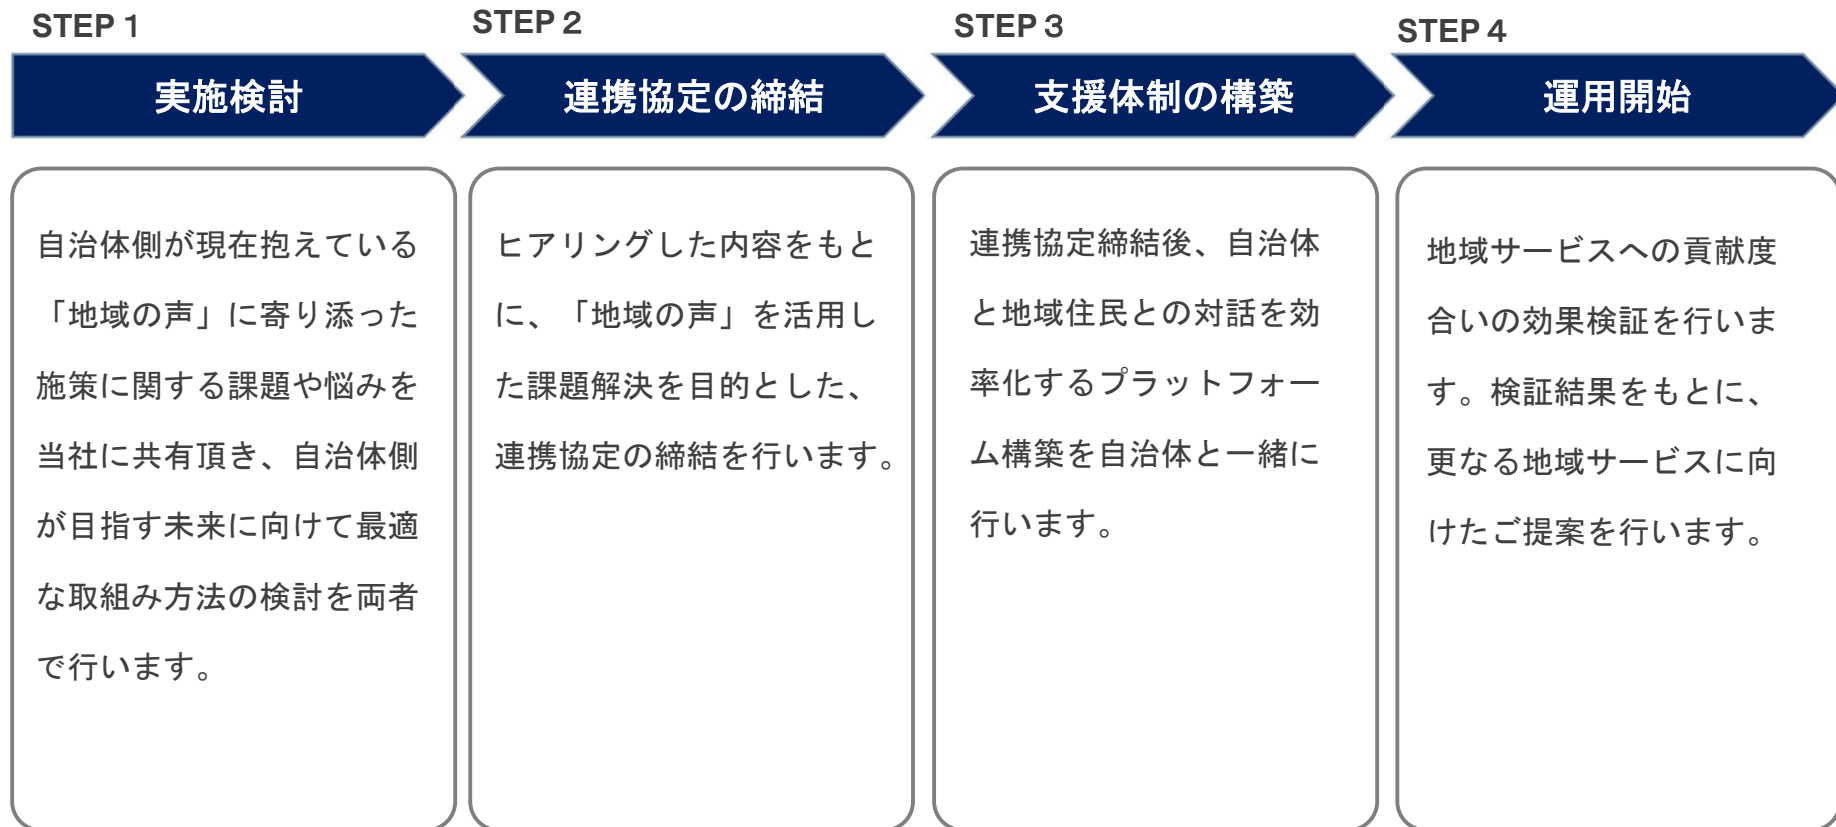 STEP１
実施検討
自治体側が現在抱えている
「地域の声」に寄り添った
施策に関する課題や悩みを
当社に共有頂き、自治体側
が目指す未来に向けて最適
な取組み方法の検討を両者
で行います。
STEP２
連携協定の締結
ヒアリングした内容をもと
に、「地域の声」を活用し
た課題解決を目的とした、
連携協定の締結を行います。
STEP３
支援体制の構築
連携協定締結後、自治体
と地域住民との対話を効
率化するプラットフォー
ム構築を自治体と一緒に
行います。
STEP４
運用開始
地域サービスへの貢献度
合いの効果検証を行いま
す。検証結果をもとに、
更なる地域サービスに向
けたご提案を行います。